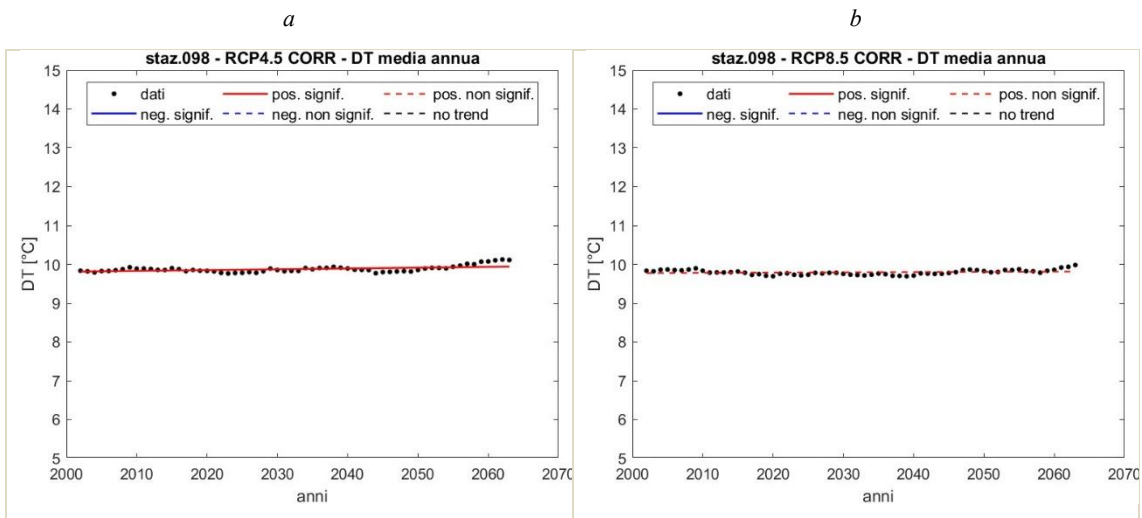 a
b
staz.098 - RCP4.5 CORR - DT media annua
dati pos. signif. pos. non signif.
neg. signif. neg. non signif. no trend
15
14
13
12
11
10
9
8
7
6
5
DT [°C]
2000 2010 2020 2030 2040 2050 2060 2070
anni
staz.098 - RCP8.5 CORR - DT media annua
dati pos. signif. pos. non signif.
neg. signif. neg. non signif. no trend
15
14
13
12
11
10
9
8
7
6
5
DT [°C]
2000 2010 2020 2030 2040 2050 2060 2070
anni